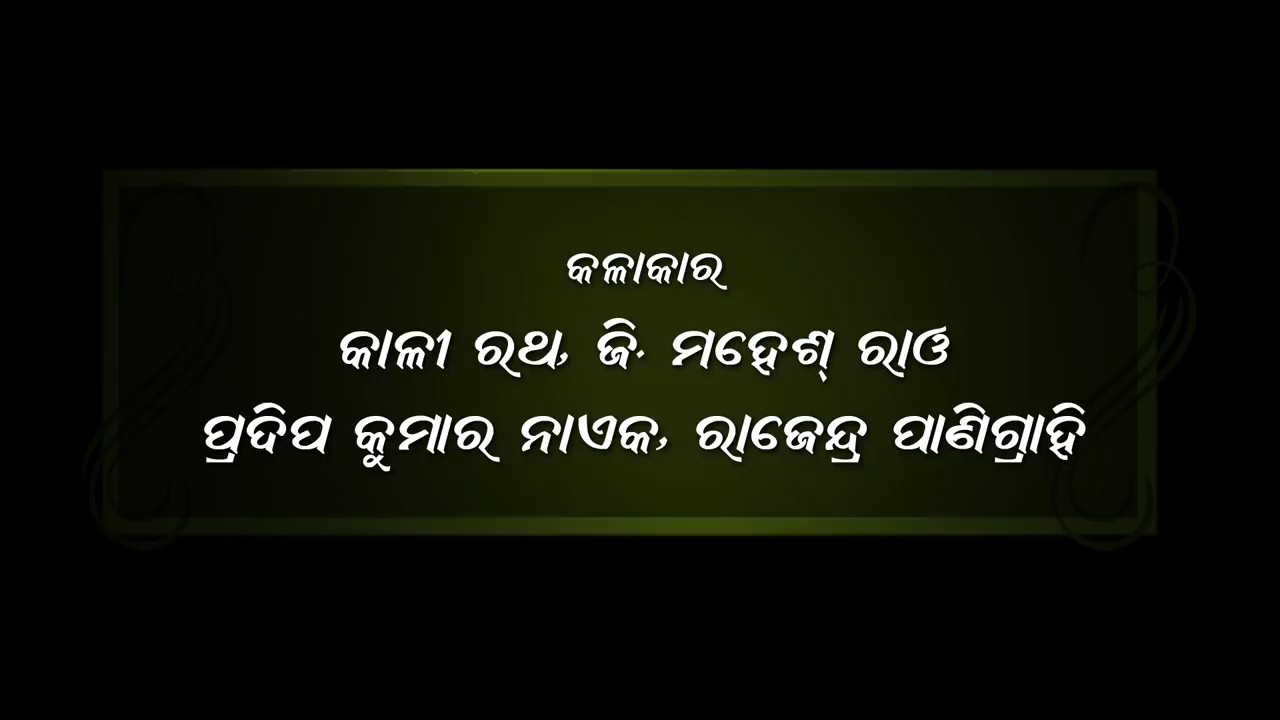 କଳାକାର
କାଳୀ ରଥ, ଜି. ମହେଶ୍ ରାଓ
ପ୍ରଦିପ କୁମାର ନାଏକ, ରାଜେନ୍ଦ୍ର ପାଣିଗ୍ରାହି